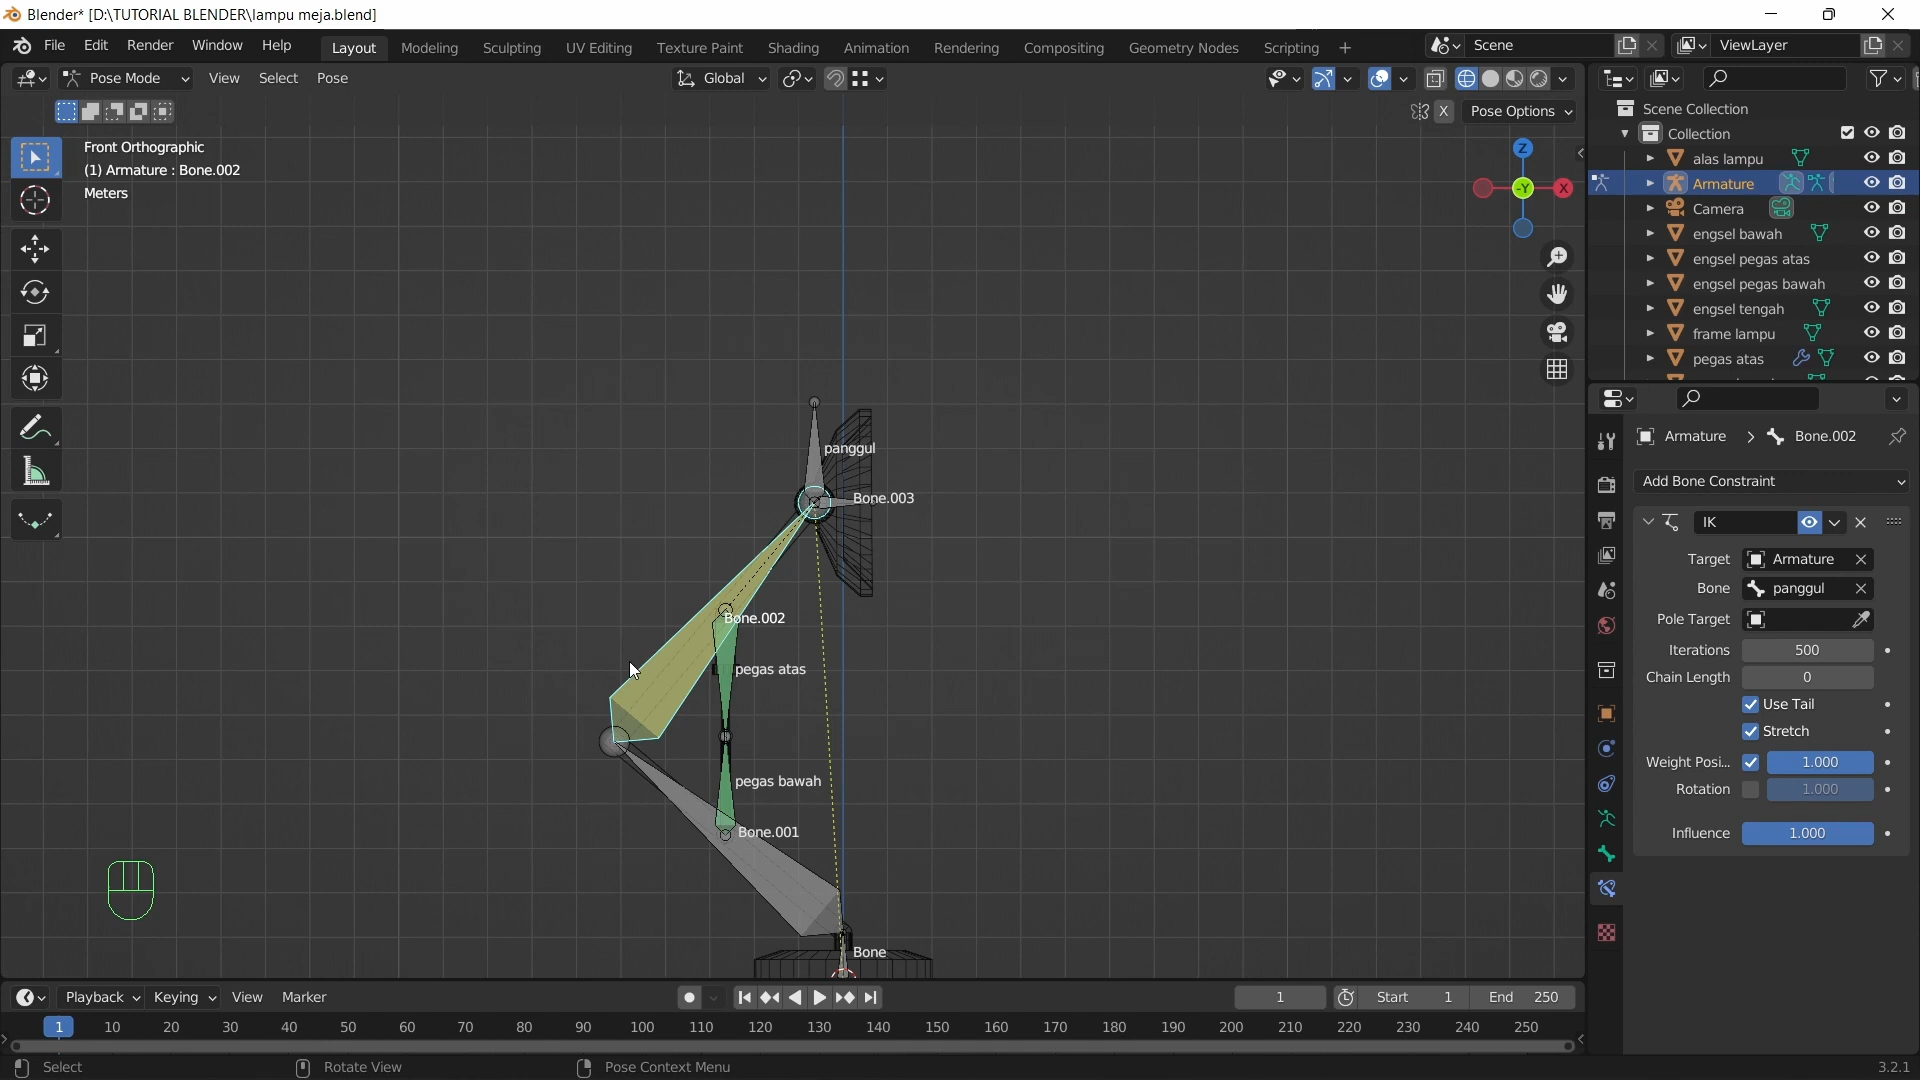 Blender* [D:\TUTORIAL BLENDER\lampu meja.blend]
File Edit Render Window Help Layout Modeling Sculpting UV Editing Texture Paint Shading Animation Rendering Compositing Geometry Nodes Scripting + Scene ViewLayer
Pose Mode View Select Pose Global
X Pose Options
Front Orthographic
(1) Armature : Bone.002
Meters
Z
-Y X
Scene Collection
Collection
alas lampu
Armature
Camera
engsel bawah
engsel pegas atas
engsel pegas bawah
engsel tengah
frame lampu
pegas atas
panggul
Bone.003
Bone.002
pegas atas
pegas bawah
Bone.001
Bone
Armature > Bone.002
Add Bone Constraint
IK
Target Armature
Bone panggul
Pole Target
Iterations 500
Chain Length 0
Use Tail
Stretch
Weight Posi... 1.000
Rotation 1.000
Influence 1.000
Playback Keying View Marker 1 Start 1 End 250
1 10 20 30 40 50 60 70 80 90 100 110 120 130 140 150 160 170 180 190 200 210 220 230 240 250
Select Rotate View Pose Context Menu 3.2.1